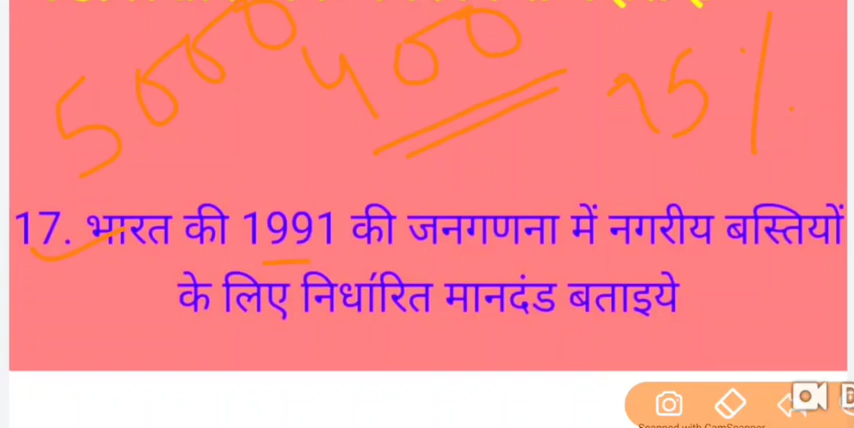 5000 400 75%
17. भारत की 1991 की जनगणना में नगरीय बस्तियों
के लिए निर्धारित मानदंड बताइये